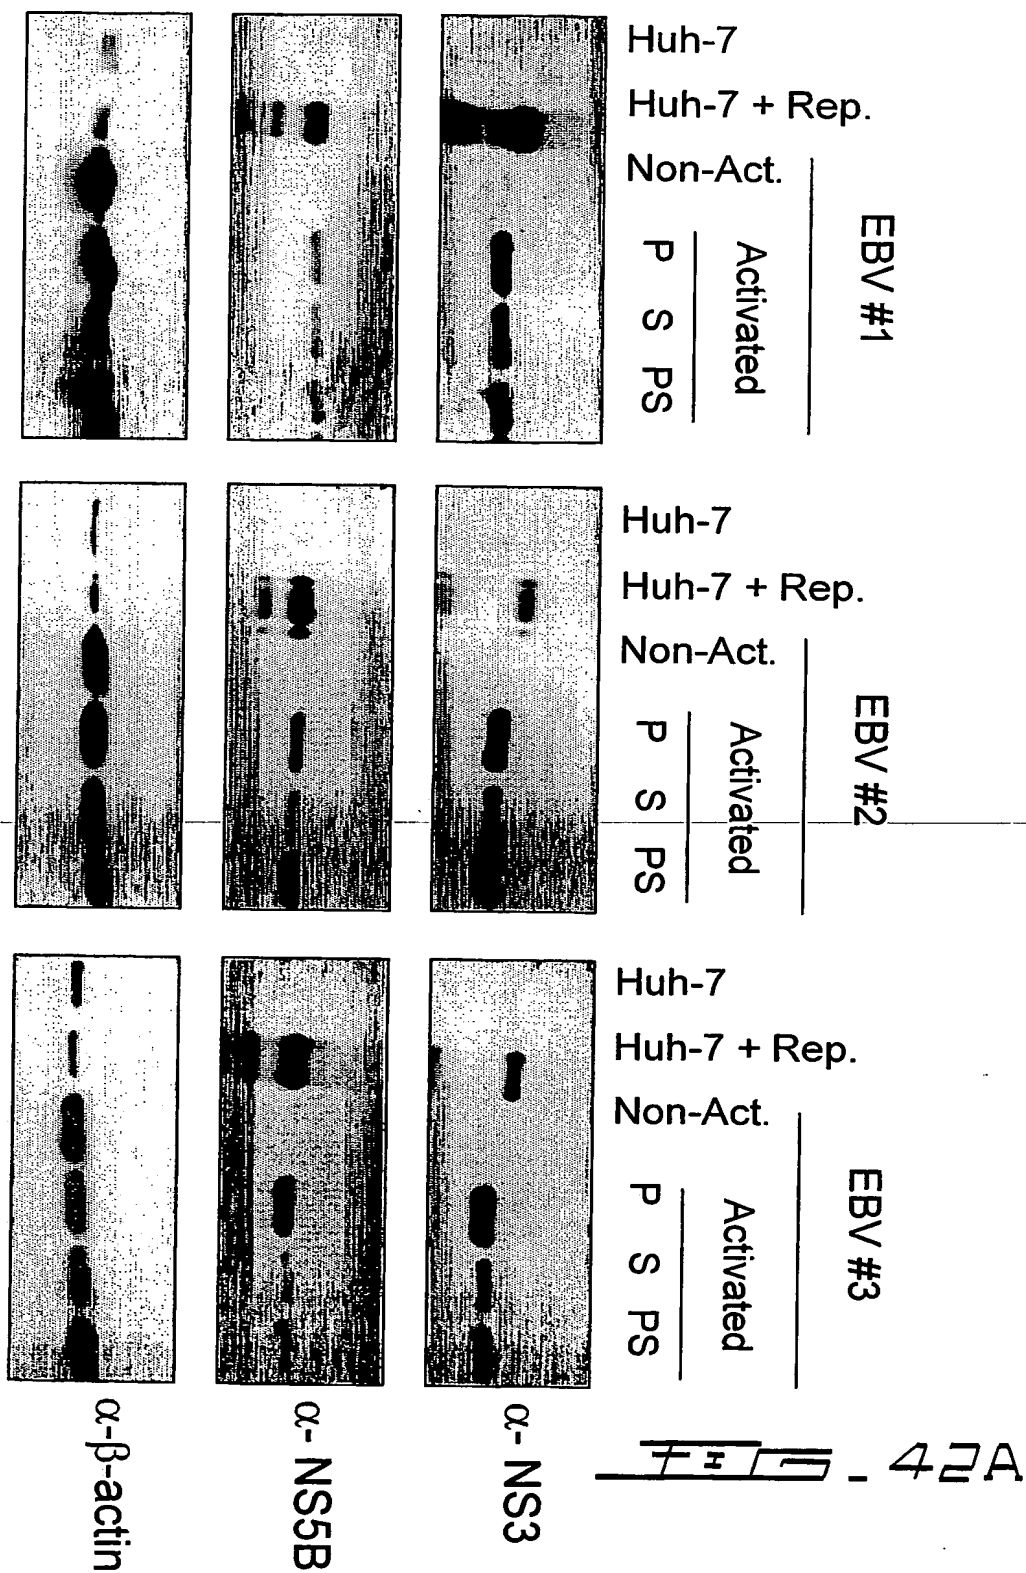 EBV #1
Activated
Huh-7
Huh-7 + Rep.
Non-Act.
P
S
PS
EBV #2
Activated
Huh-7
Huh-7 + Rep.
Non-Act.
P
S
PS
EBV #3
Activated
Huh-7
Huh-7 + Rep.
Non-Act.
P
S
PS
α- NS3
α- NS5B
α-β-actin
FIG. 42A